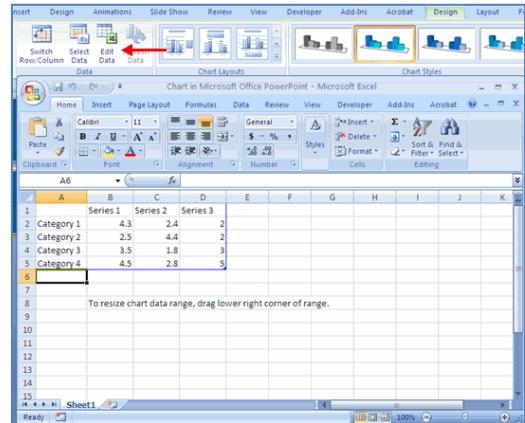 nsert Design Animations Slide Show Review View Developer Add-Ins Acrobat Design Layout F
Switch Row/Column Select Data Edit Data Data
Data Chart Layouts Chart Styles
Chart in Microsoft Office PowerPoint - Microsoft Excel
Home Insert Page Layout Formulas Data Review View Developer Add-Ins Acrobat
Paste Calibri 11 General Styles Insert Delete Format Sort & Filter Find & Select
B I U A A $ % ,
Clipboard Font Alignment Number Cells Editing
A6 fx
A B C D E F G H I J K
1 Series 1 Series 2 Series 3
2 Category 1 4.3 2.4 2
3 Category 2 2.5 4.4 2
4 Category 3 3.5 1.8 3
5 Category 4 4.5 2.8 5
6
7
8 To resize chart data range, drag lower right corner of range.
9
10
11
12
13
14
15
Sheet1
Ready 100%